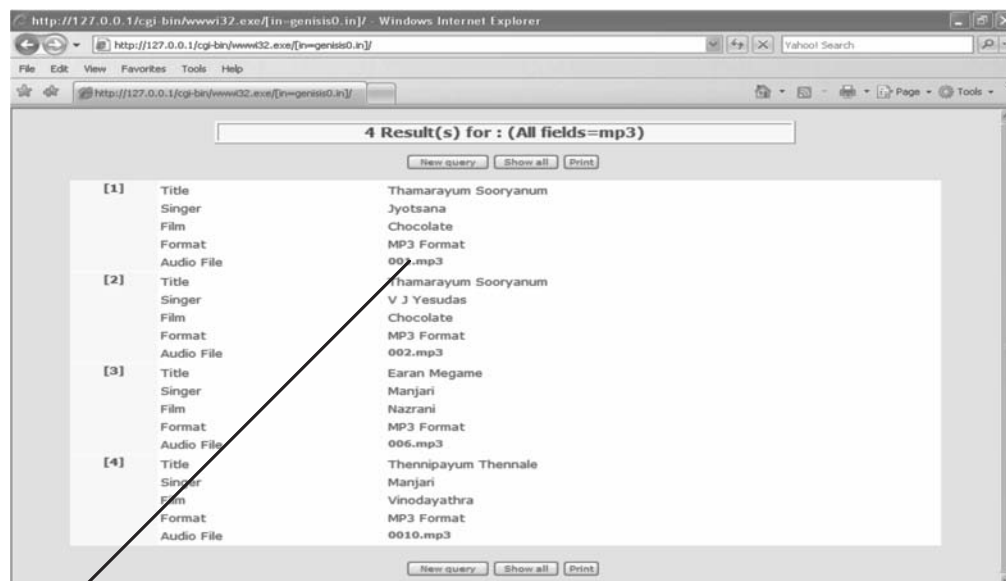 http://127.0.0.1/cgi-bin/wwwi32.exe/[in=genisis0.in]/ - Windows Internet Explorer
http://127.0.0.1/cgi-bin/wwwi32.exe/[in=genisis0.in]/
Yahoo! Search
File Edit View Favorites Tools Help
http://127.0.0.1/cgi-bin/wwwi32.exe/[in=genisis0.in]/
Page Tools
4 Result(s) for : (All fields=mp3)
New query Show all Print
[1] Title Thamarayum Sooryanum
Singer Jyotsana
Film Chocolate
Format MP3 Format
Audio File
[2] Title Thamarayum Sooryanum
Singer V J Yesudas
Film Chocolate
Format MP3 Format
Audio File 002.mp3
[3] Title Earan Megame
Singer Manjari
Film Nazrani
Format MP3 Format
Audio File 006.mp3
[4] Title Thennipayum Thennale
Singer Manjari
Film Vinodayathra
Format MP3 Format
Audio File 0010.mp3
New query Show all Print